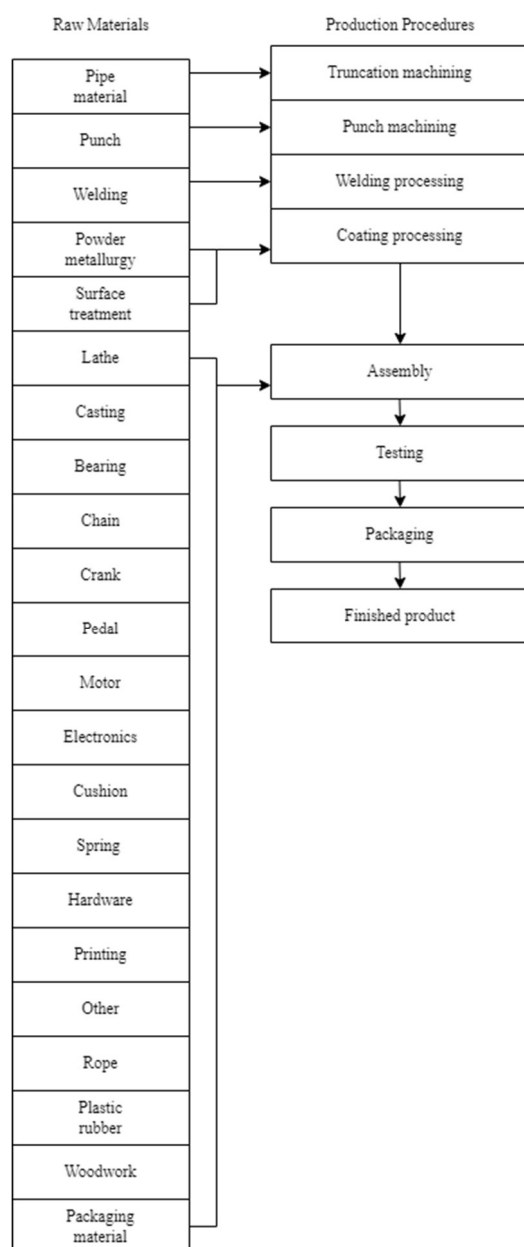 Raw Materials
Production Procedures
Pipe
material
Punch
Welding
Powder
metallurgy
Surface
treatment
Lathe
Casting
Bearing
Chain
Crank
Pedal
Motor
Electronics
Cushion
Spring
Hardware
Printing
Other
Rope
Plastic
rubber
Woodwork
Packaging
material
Truncation machining
Punch machining
Welding processing
Coating processing
Assembly
Testing
Packaging
Finished product